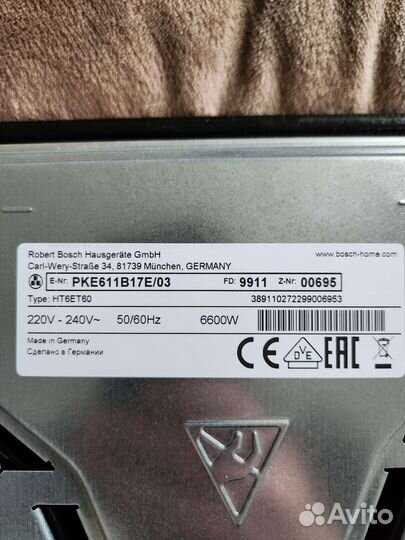 Robert Bosch Hausgeräte GmbH
www.bosch-home.com
Carl-Wery-Straße 34, 81739 München, GERMANY
E-Nr: PKE611B17E/03 FD: 9911 Z-Nr: 00695
Type: HT6ET60 389110272299006953
220V - 240V~ 50/60Hz 6600W
Made in Germany
Сделано в Германии
CE DVE EAC
Avito